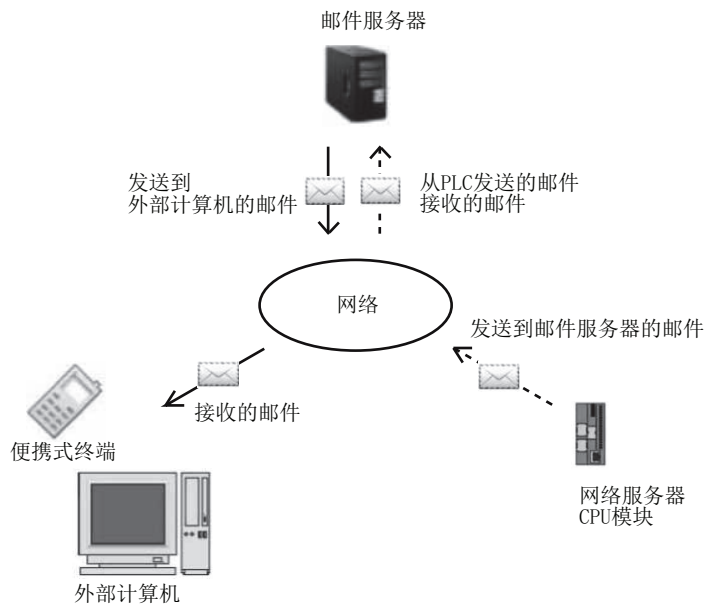 邮件服务器
发送到
外部计算机的邮件
从PLC发送的邮件
接收的邮件
网络
发送到邮件服务器的邮件
接收的邮件
便携式终端
网络服务器
CPU模块
外部计算机